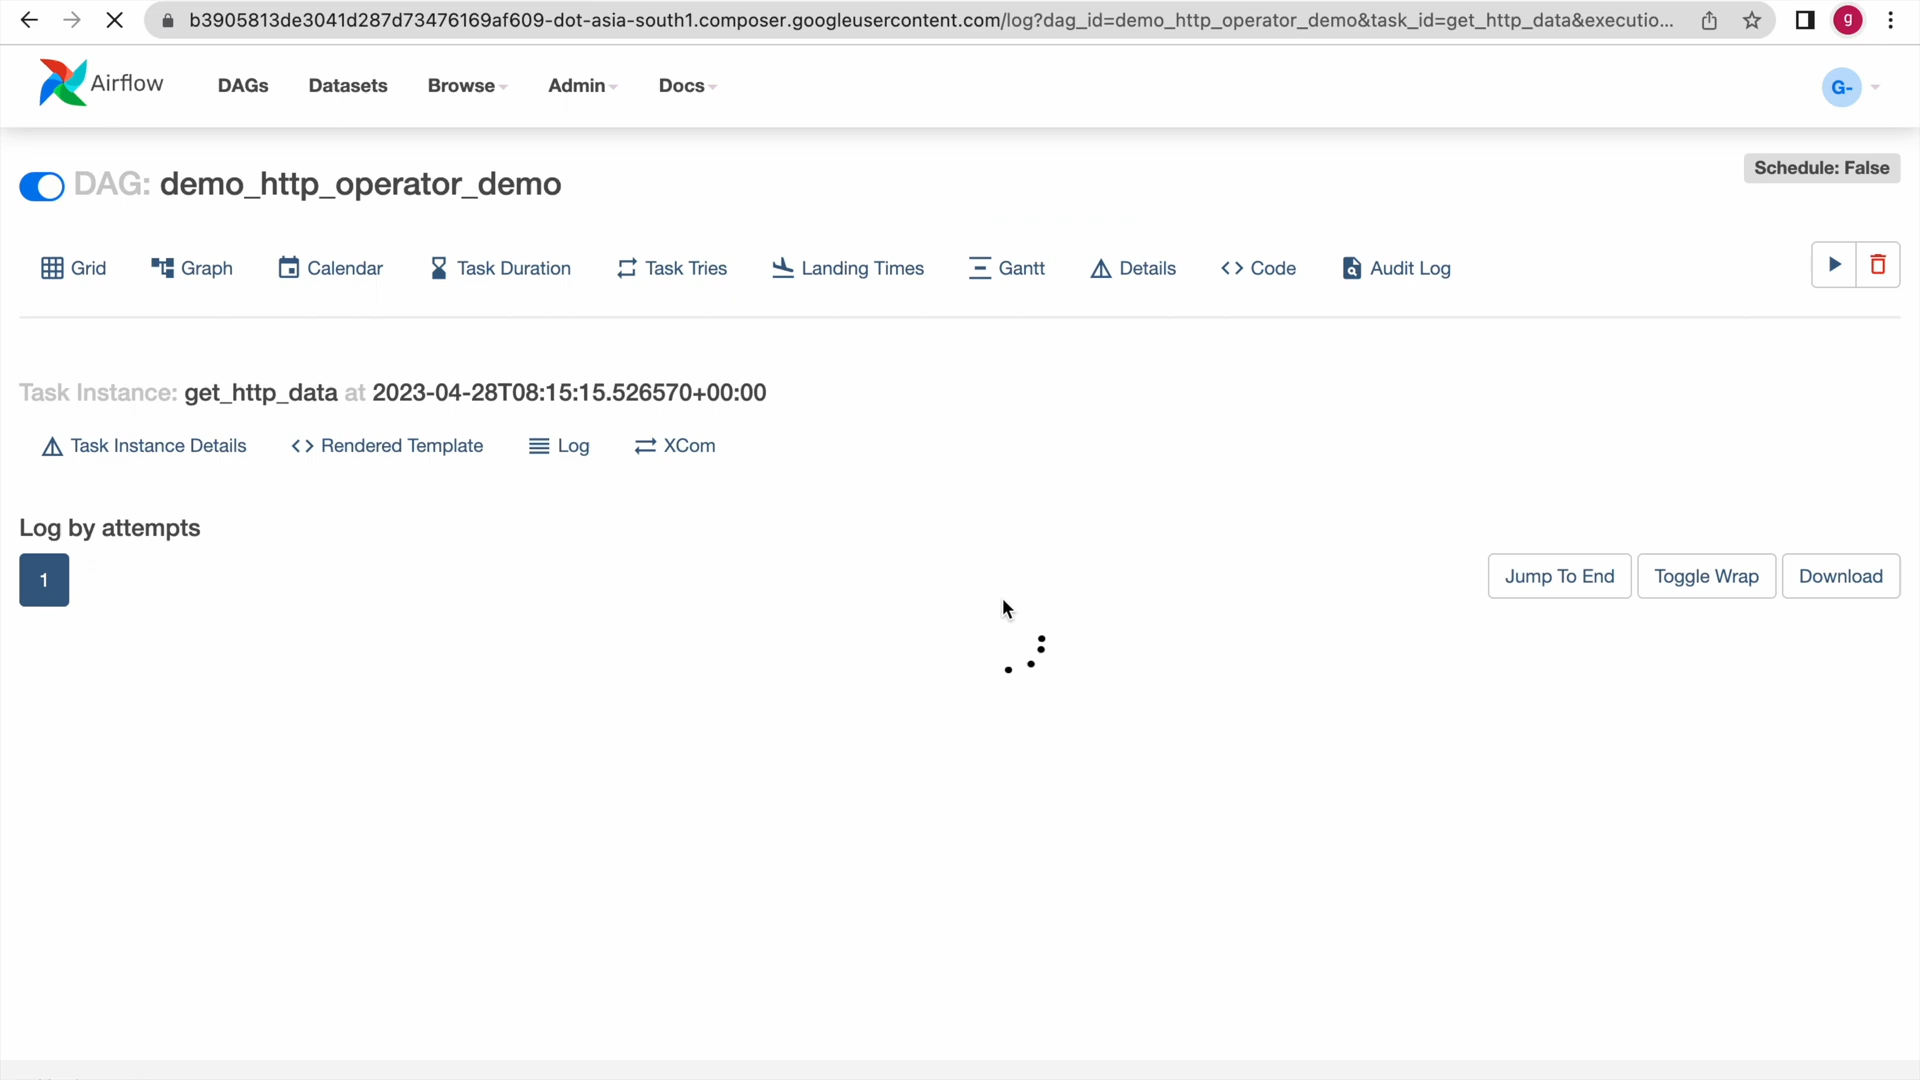 b3905813de3041d287d73476169af609-dot-asia-south1.composer.googleusercontent.com/log?dag_id=demo_http_operator_demo&task_id=get_http_data&executio...
g
Airflow
DAGs Datasets Browse Admin Docs
G-
DAG: demo_http_operator_demo
Schedule: False
Grid Graph Calendar Task Duration Task Tries Landing Times Gantt Details Code Audit Log
Task Instance: get_http_data at 2023-04-28T08:15:15.526570+00:00
Task Instance Details Rendered Template Log XCom
Log by attempts
1
Jump To End Toggle Wrap Download